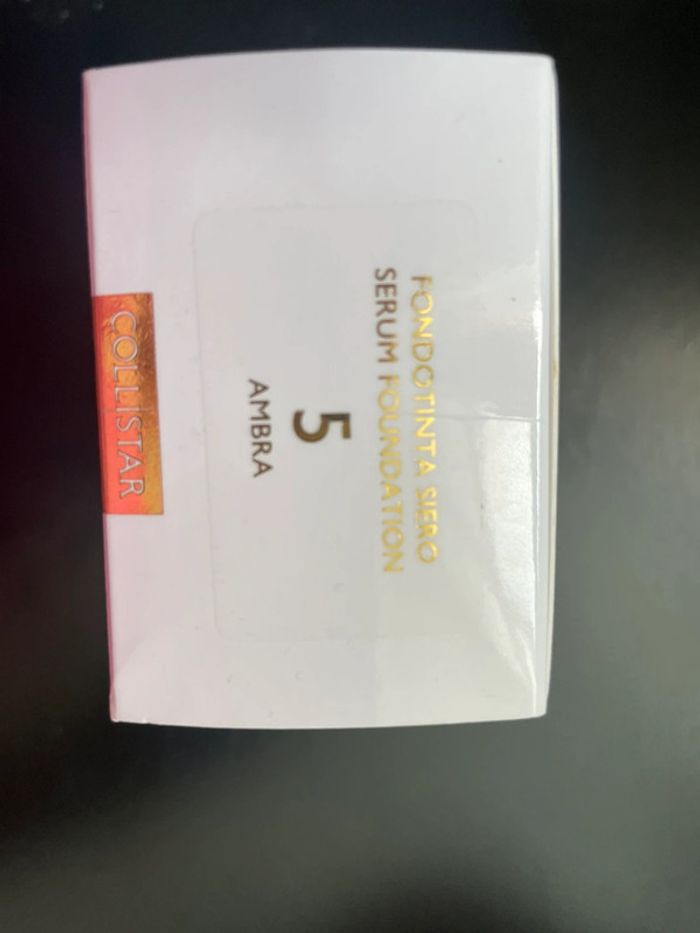 FONDOTINTA SIERO
SERUM FOUNDATION
5
AMBRA
COLLISTAR